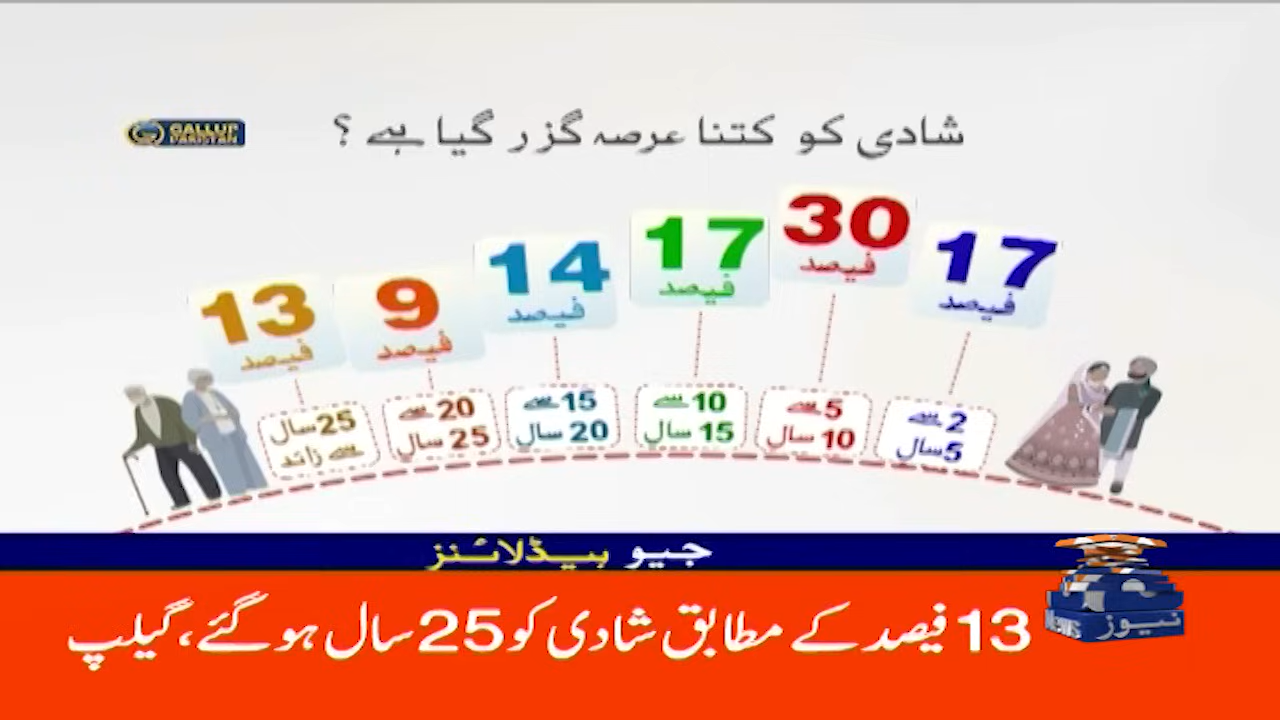 شادی کو کتنا عرصہ گزر گیا ہے ؟
GALLUP
PAKISTAN
17
فیصد
2 سے
5 سال
30
فیصد
5 سے
10 سال
17
فیصد
10 سے
15 سال
14
فیصد
15 سے
20 سال
9
فیصد
20 سے
25 سال
13
فیصد
25 سال
سے زائد
جیو ہیڈلائنز
13 فیصد کے مطابق شادی کو 25 سال ہو گئے، گیلپ
News نیوز